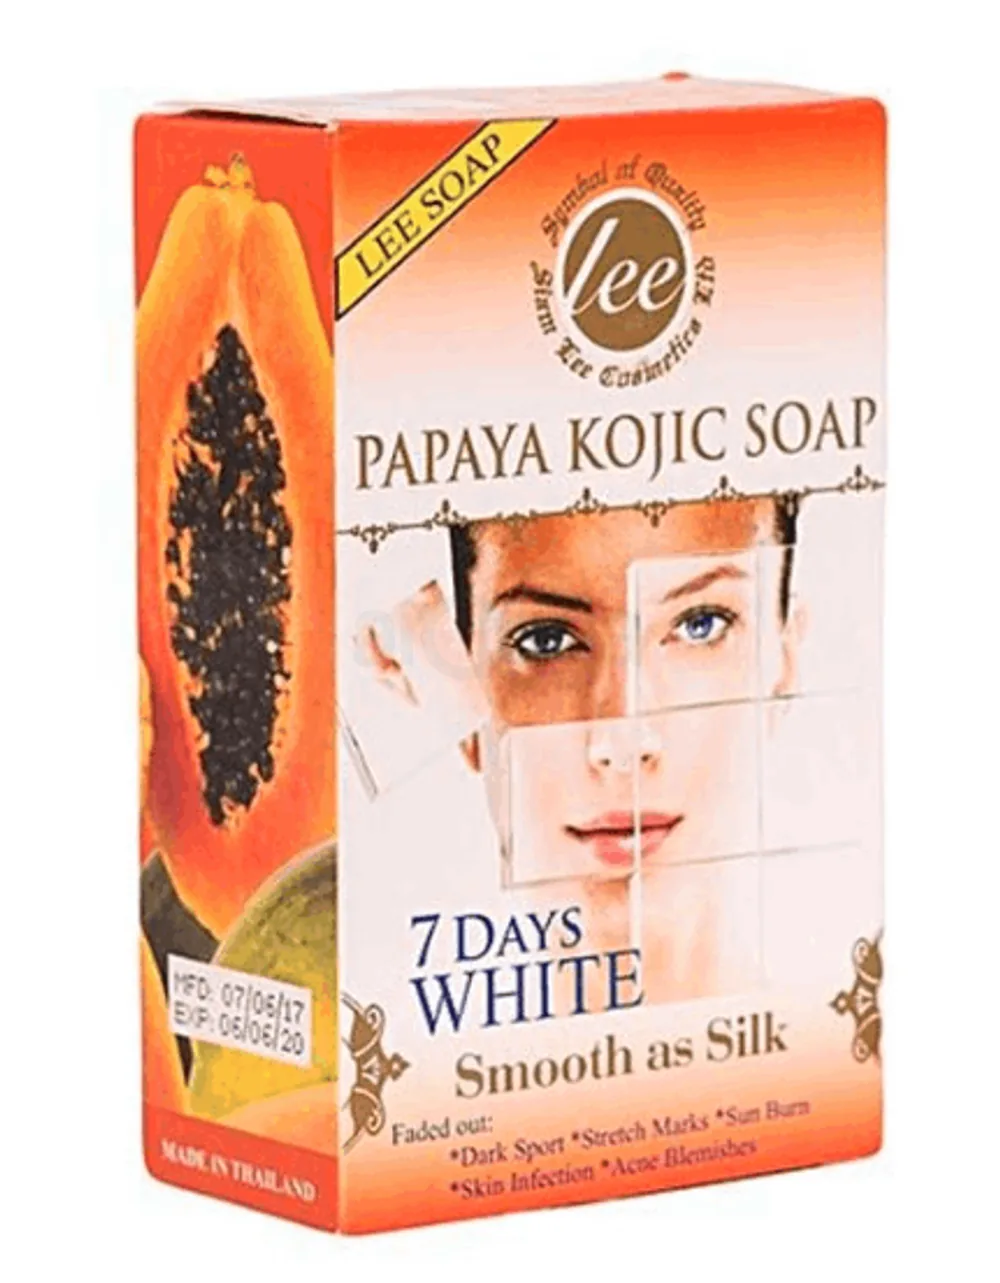 LEE SOAP
Symbol of Quality
lee
Siam Lee Cosmetics Ltd
PAPAYA KOJIC SOAP
7 DAYS
WHITE
Smooth as Silk
Faded out:
*Dark Sport *Stretch Marks *Sun Burn
*Skin Infection *Acne Blemishes
MFD: 07/06/17
EXP: 06/06/20
MADE IN THAILAND